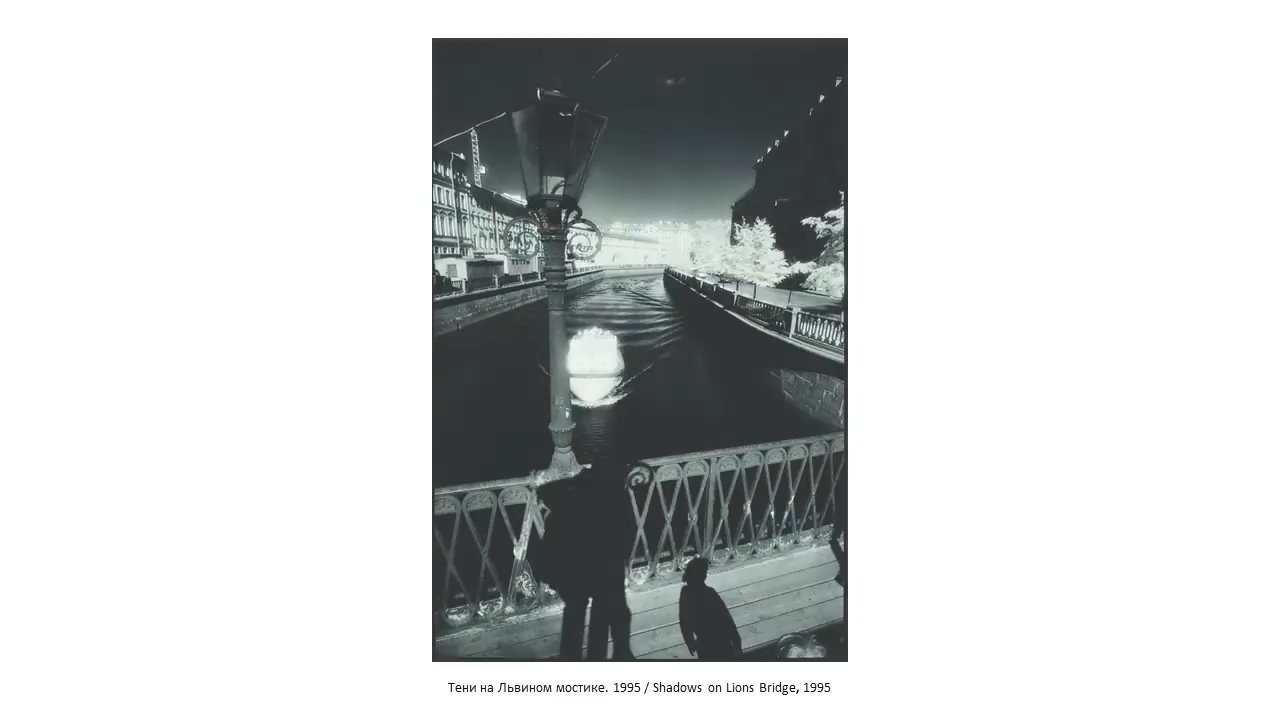 Тени на Львином мостике. 1995 / Shadows on Lions Bridge, 1995